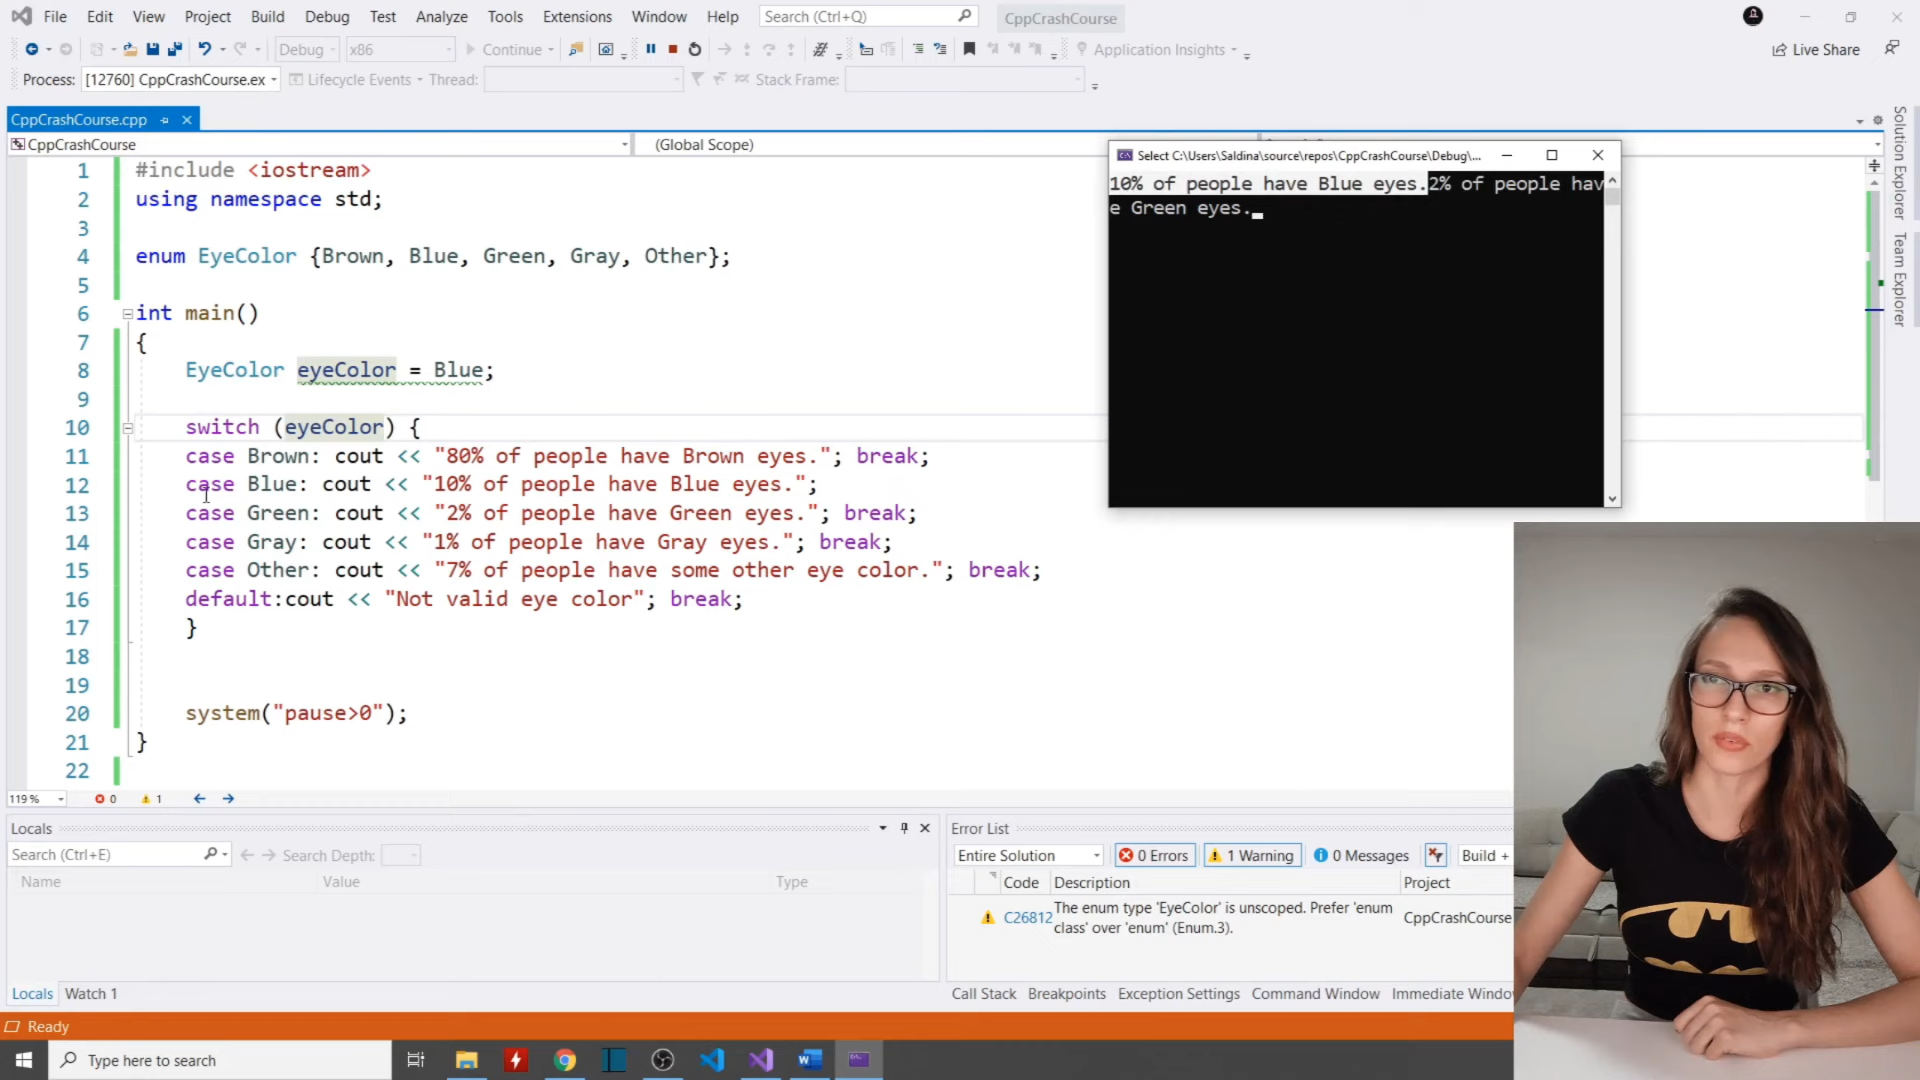 File Edit View Project Build Debug Test Analyze Tools Extensions Window Help Search (Ctrl+Q) CppCrashCourse
Debug x86 Continue Application Insights Live Share
Process: [12760] CppCrashCourse.ex Lifecycle Events Thread: Stack Frame:
CppCrashCourse.cpp
CppCrashCourse (Global Scope)
1 #include <iostream>
2 using namespace std;
3
4 enum EyeColor {Brown, Blue, Green, Gray, Other};
5
6 int main()
7 {
8 EyeColor eyeColor = Blue;
9
10 switch (eyeColor) {
11 case Brown: cout << "80% of people have Brown eyes."; break;
12 case Blue: cout << "10% of people have Blue eyes.";
13 case Green: cout << "2% of people have Green eyes."; break;
14 case Gray: cout << "1% of people have Gray eyes."; break;
15 case Other: cout << "7% of people have some other eye color."; break;
16 default:cout << "Not valid eye color"; break;
17 }
18
19
20 system("pause>0");
21 }
22
Select C:\Users\Saldina\source\repos\CppCrashCourse\Debug\...
10% of people have Blue eyes.2% of people hav
e Green eyes.
Solution Explorer
Team Explorer
119 % 0 1
Locals
Search (Ctrl+E) Search Depth:
Name Value Type
Locals Watch 1
Error List
Entire Solution 0 Errors 1 Warning 0 Messages Build +
Code Description Project
C26812 The enum type 'EyeColor' is unscoped. Prefer 'enum CppCrashCourse
class' over 'enum' (Enum.3).
Call Stack Breakpoints Exception Settings Command Window Immediate Windo
Ready
Type here to search